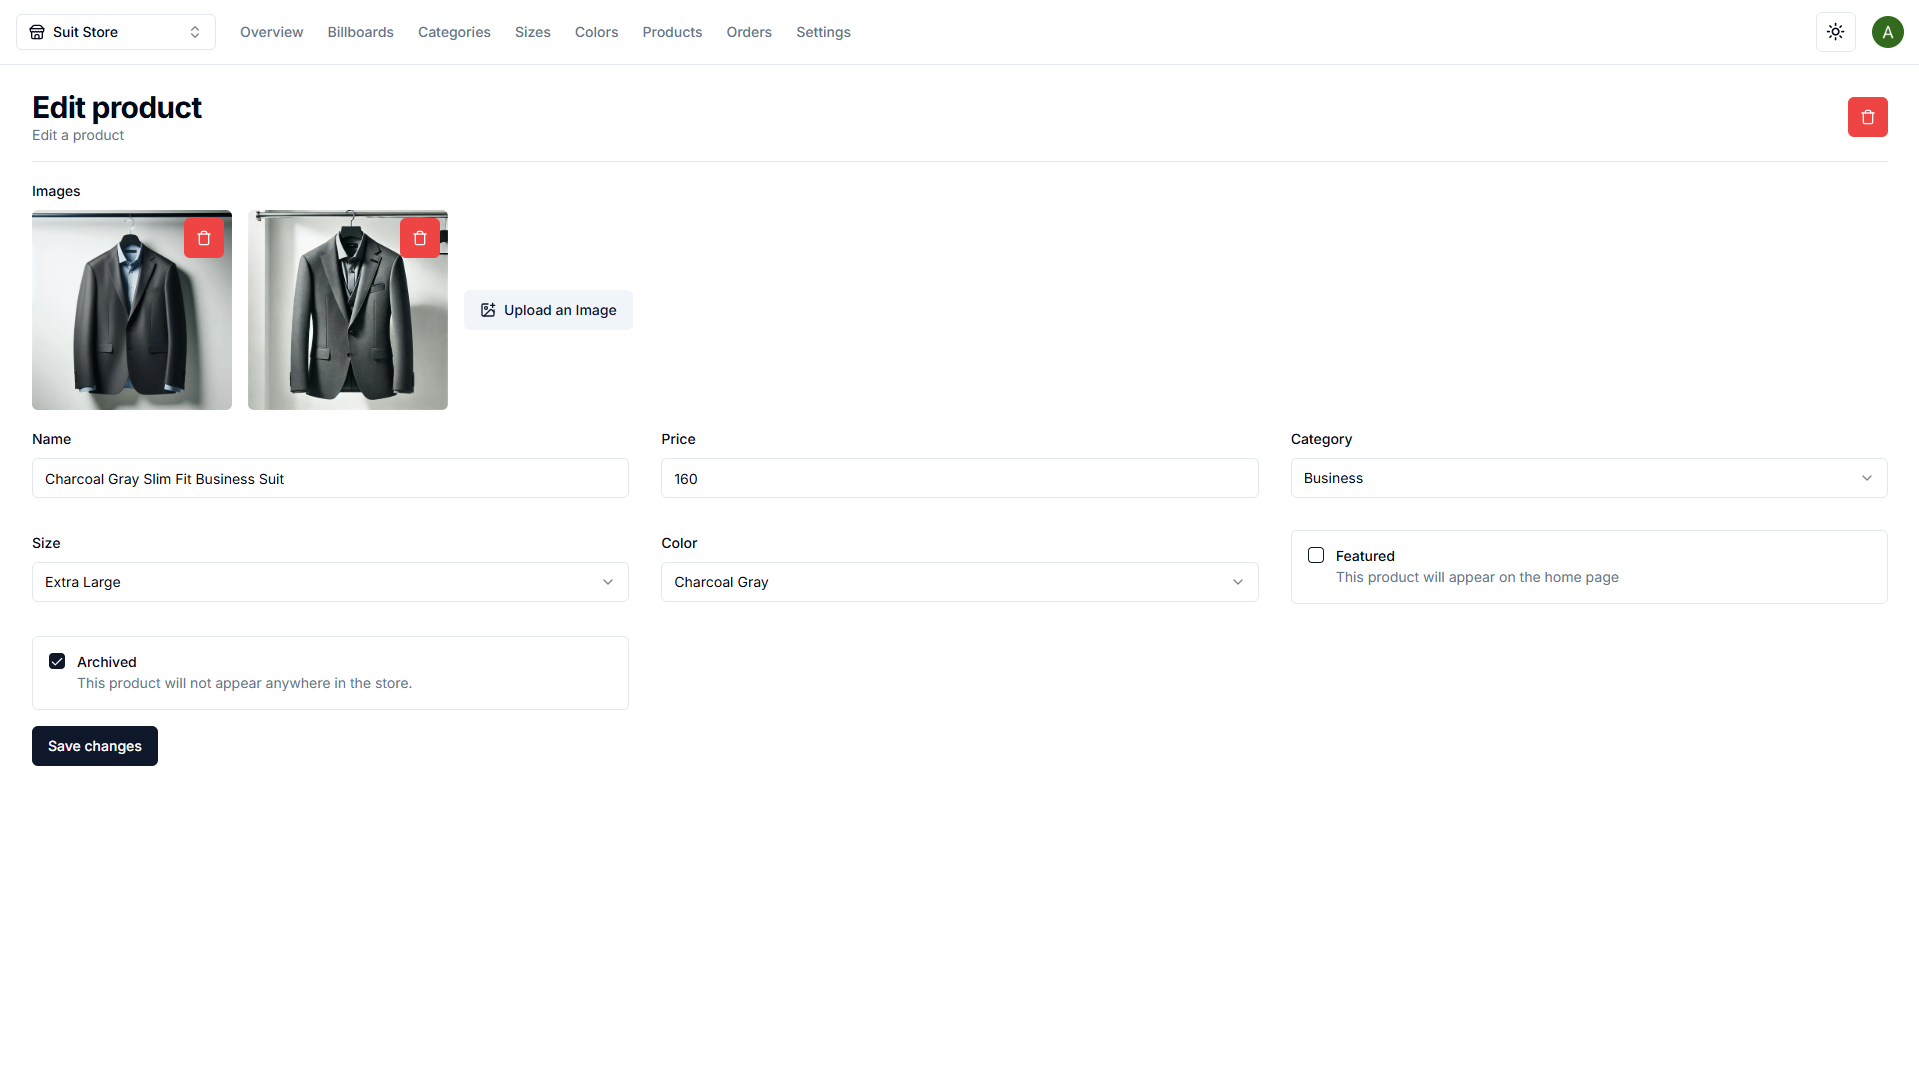 Suit Store
Overview
Billboards
Categories
Sizes
Colors
Products
Orders
Settings
A
Edit product
Edit a product
Images
Upload an Image
Name
Price
Category
Charcoal Gray Slim Fit Business Suit
160
Business
Size
Color
Extra Large
Charcoal Gray
Featured
This product will appear on the home page
Archived
This product will not appear anywhere in the store.
Save changes